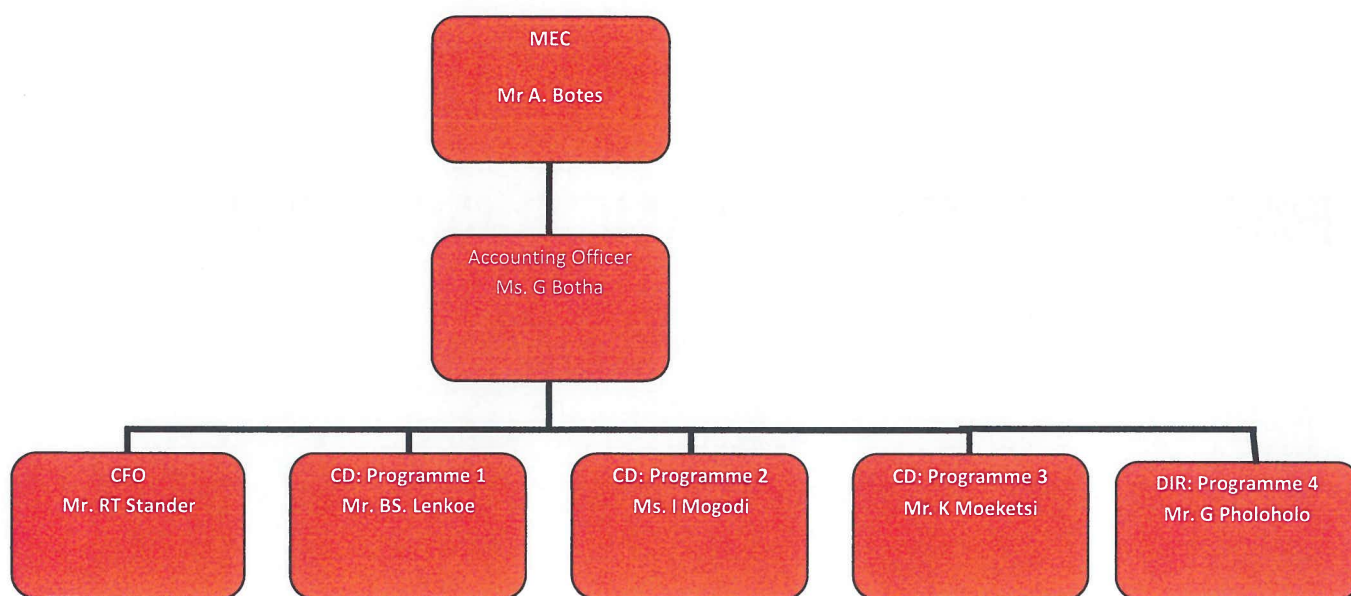 MEC
Mr A. Botes
Accounting Officer
Ms. G Botha
CFO
Mr. RT Stander
CD: Programme 1
Mr. BS. Lenkoe
CD: Programme 2
Ms. I Mogodi
CD: Programme 3
Mr. K Moeketsi
DIR: Programme 4
Mr. G Pholoholo